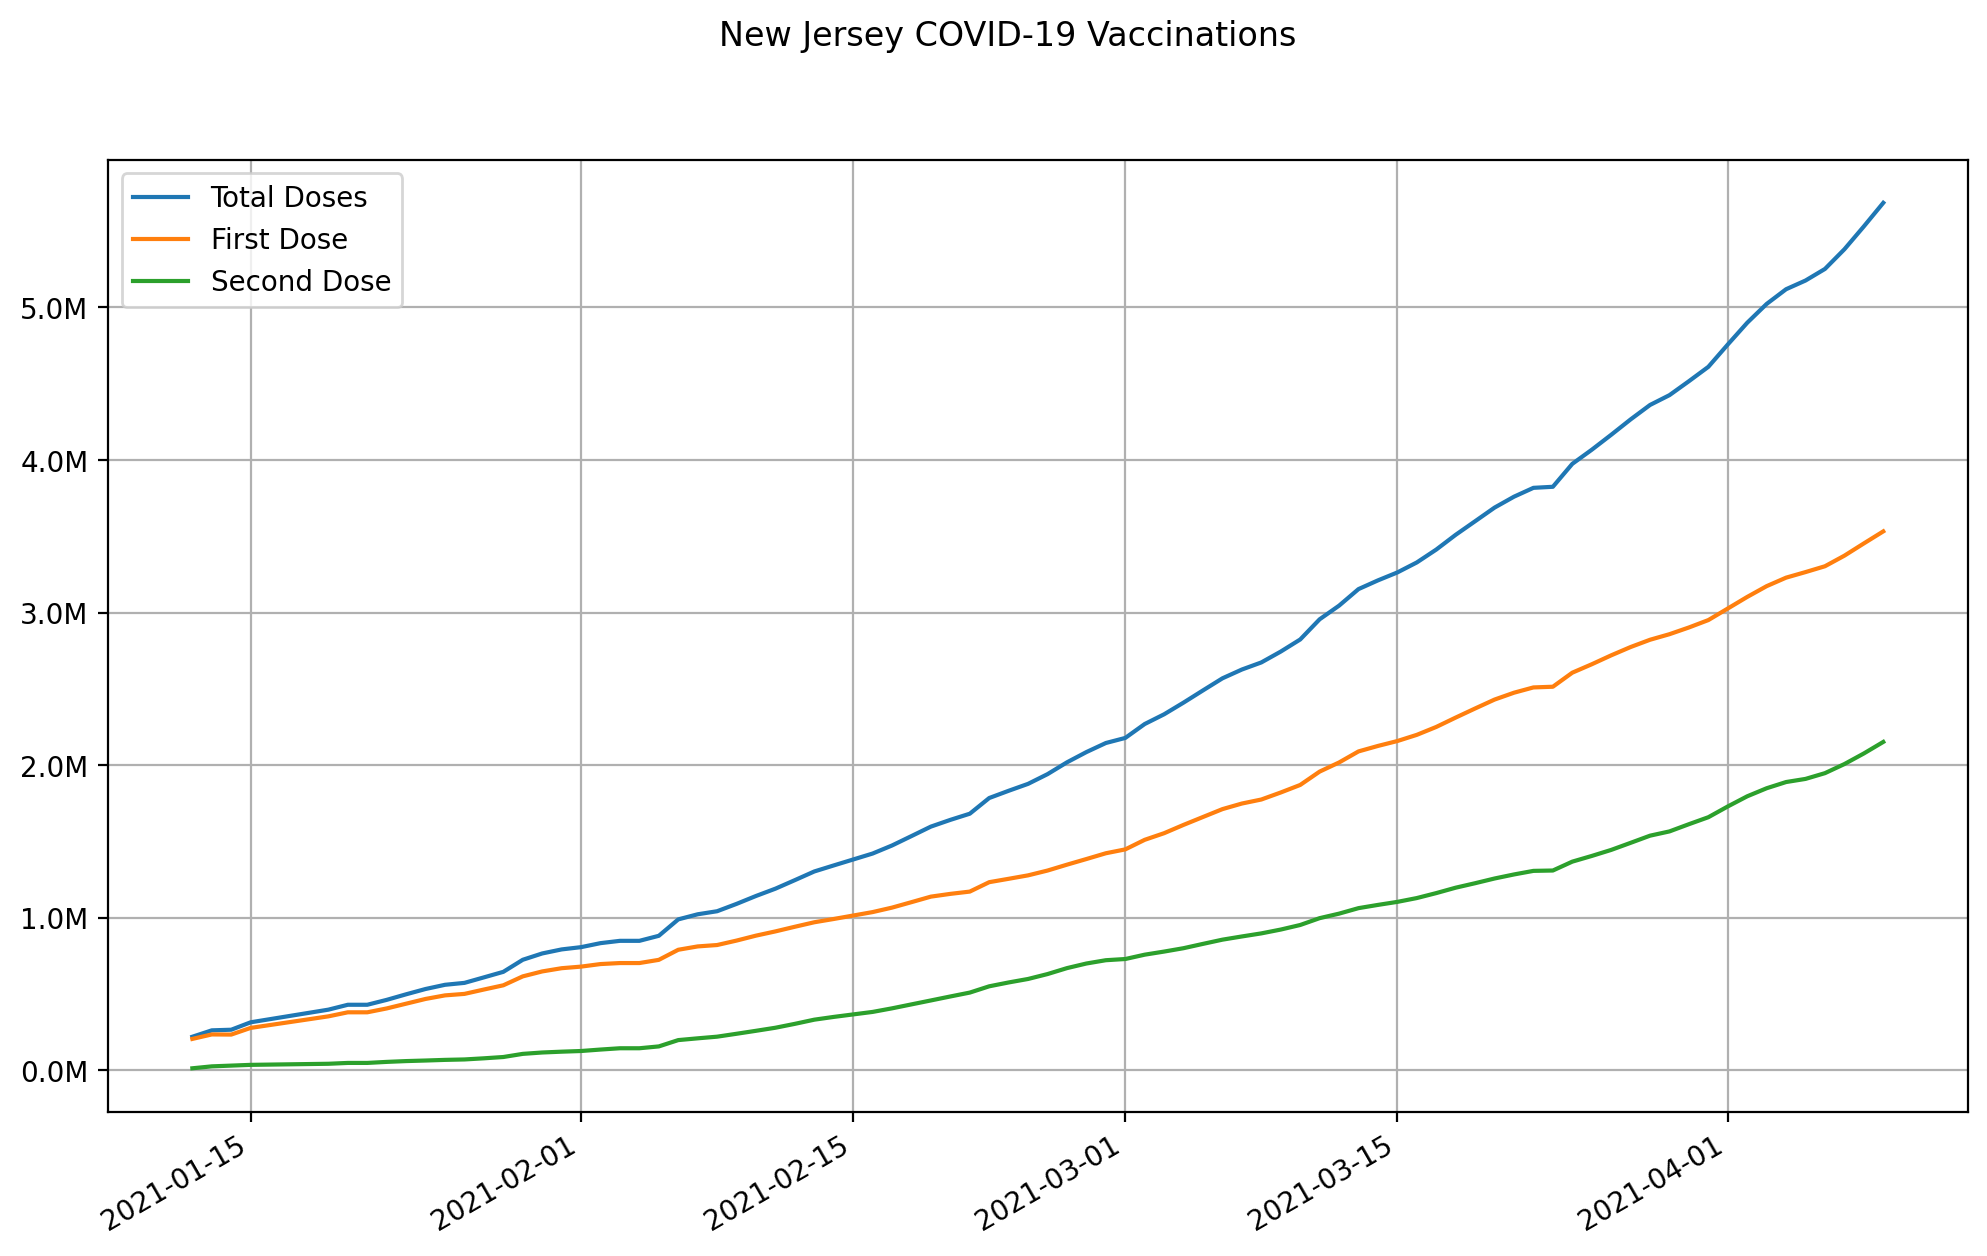 New Jersey COVID-19 Vaccinations
Total Doses
First Dose
Second Dose
5.0M
4.0M
3.0M
2.0M
1.0M
0.0M
2021-01-15
2021-02-01
2021-02-15
2021-03-01
2021-03-15
2021-04-01